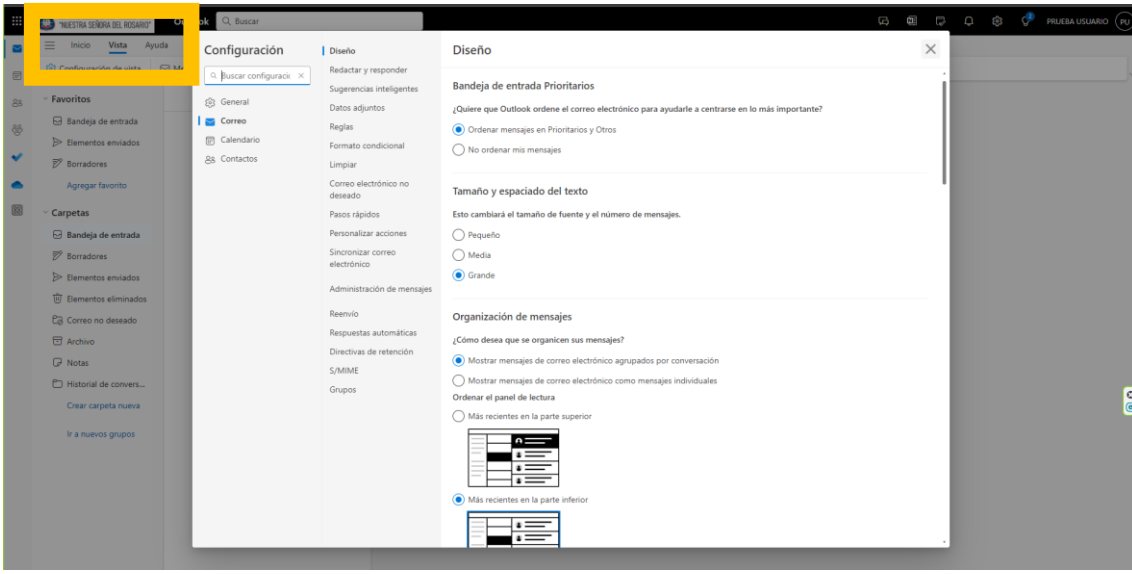 "NUESTRA SEÑORA DEL ROSARIO"
Buscar
PRUEBA USUARIO
PU
Inicio Vista Ayuda
Configuración de vista
Favoritos
Bandeja de entrada
Elementos enviados
Borradores
Agregar favorito
Carpetas
Bandeja de entrada
Borradores
Elementos enviados
Elementos eliminados
Correo no deseado
Archivo
Notas
Historial de convers...
Crear carpeta nueva
Ir a nuevos grupos
Configuración
Buscar configuraci
General
Correo
Calendario
Contactos
Diseño
Redactar y responder
Sugerencias inteligentes
Datos adjuntos
Reglas
Formato condicional
Limpiar
Correo electrónico no
deseado
Pasos rápidos
Personalizar acciones
Sincronizar correo
electrónico
Administración de mensajes
Reenvío
Respuestas automáticas
Directivas de retención
S/MIME
Grupos
Diseño
Bandeja de entrada Prioritarios
¿Quiere que Outlook ordene el correo electrónico para ayudarle a centrarse en lo más importante?
Ordenar mensajes en Prioritarios y Otros
No ordenar mis mensajes
Tamaño y espaciado del texto
Esto cambiará el tamaño de fuente y el número de mensajes.
Pequeño
Media
Grande
Organización de mensajes
¿Cómo desea que se organicen sus mensajes?
Mostrar mensajes de correo electrónico agrupados por conversación
Mostrar mensajes de correo electrónico como mensajes individuales
Ordenar el panel de lectura
Más recientes en la parte superior
Más recientes en la parte inferior